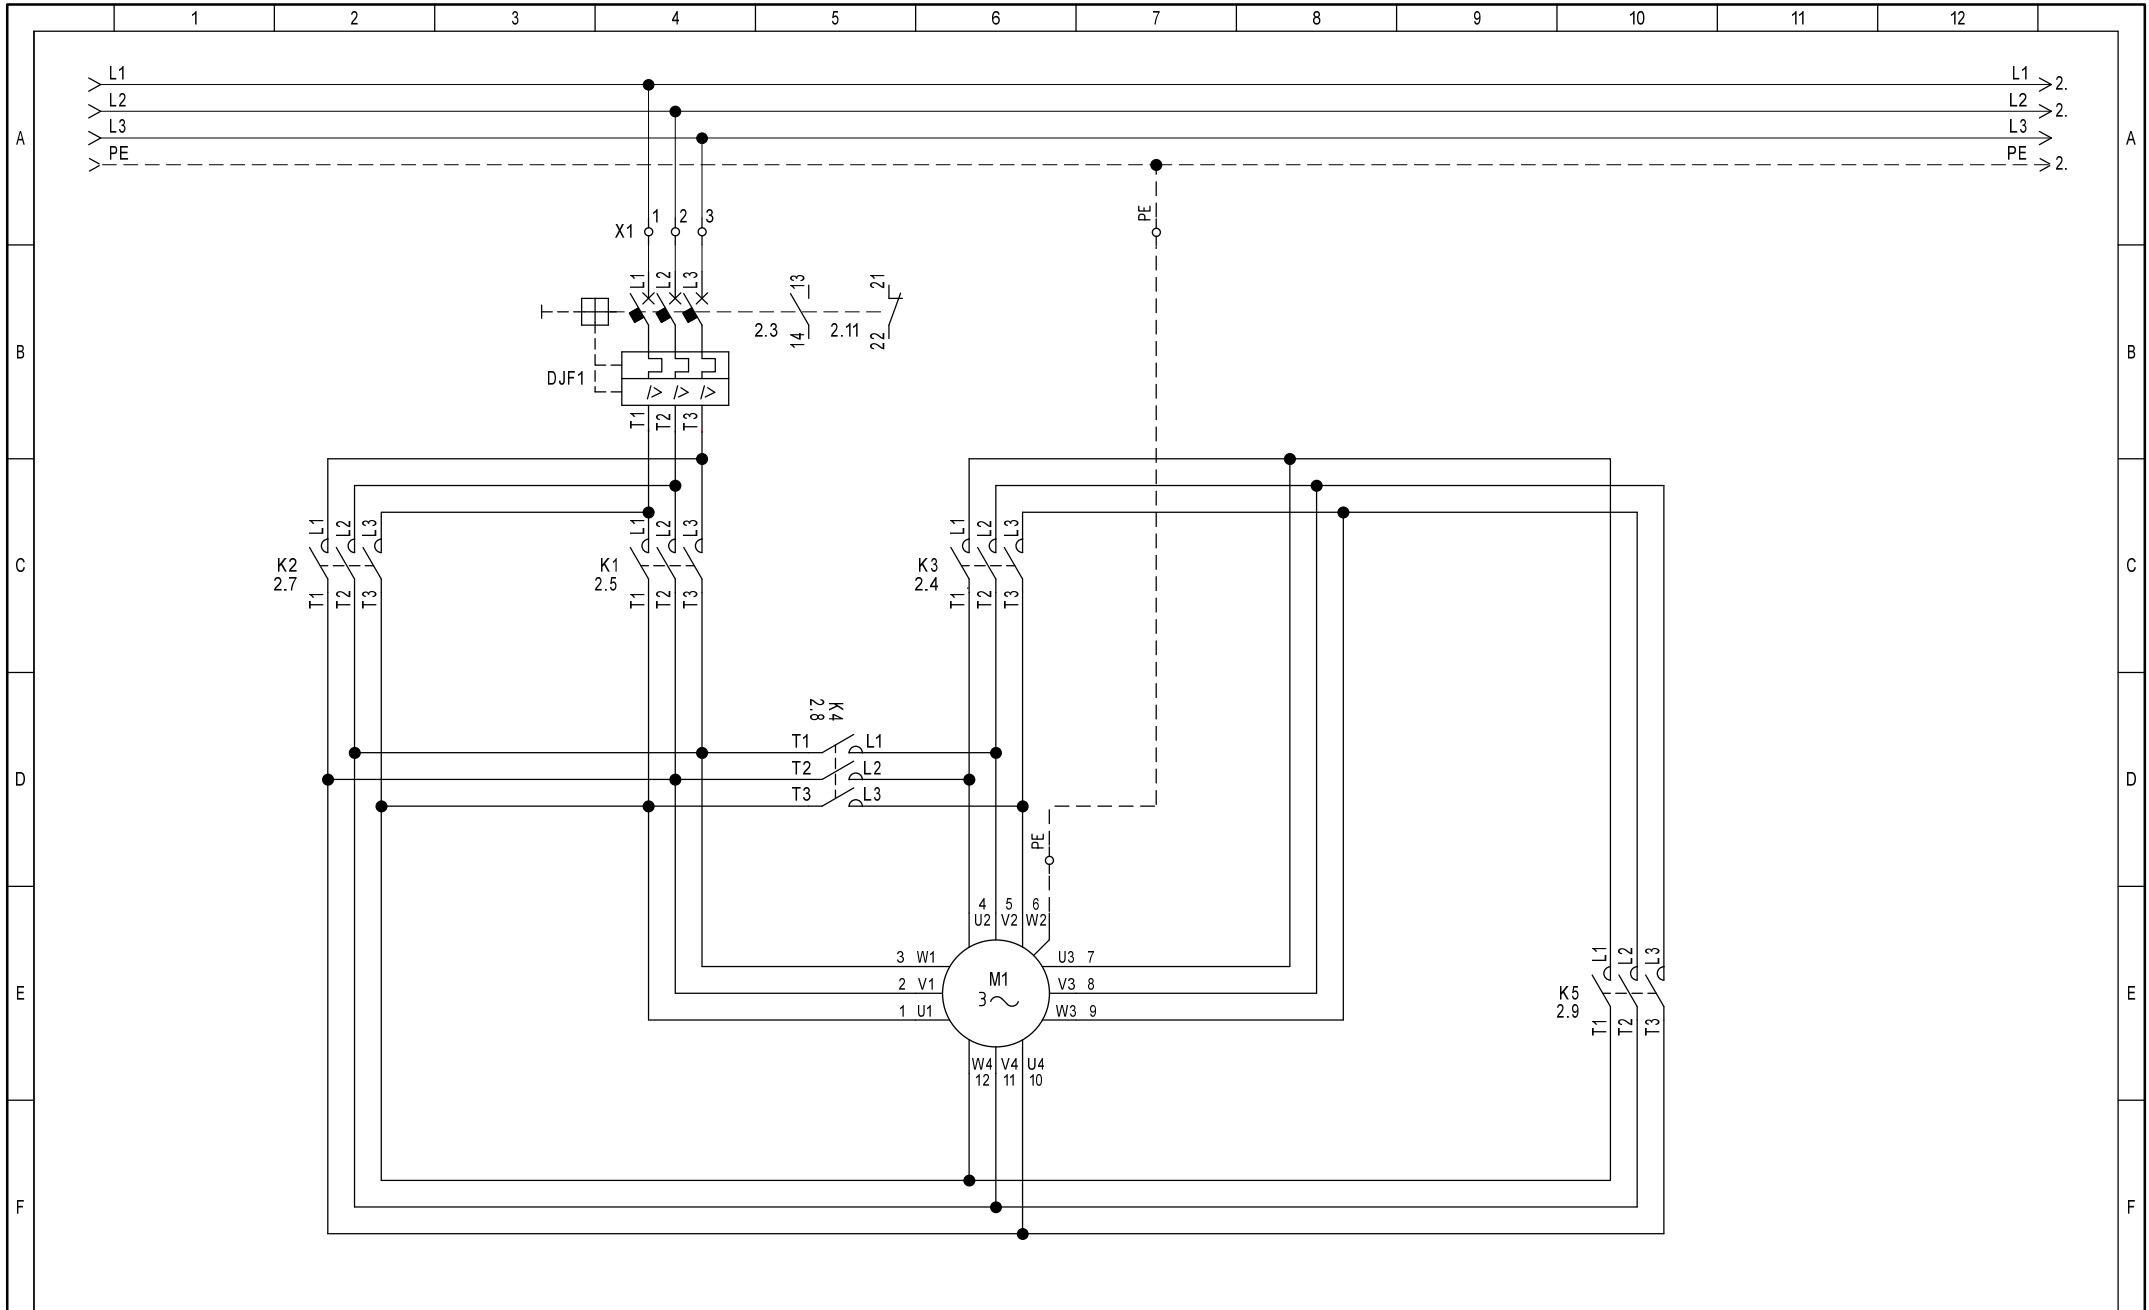 1 2 3 4 5 6 7 8 9 10 11 12
L1 L1 2.
L2 L2 2.
L3 L3
A A
PE PE 2.
X1 1 2 3 PE
L1 L2 L3 13 21
2.3 2.11
14 22
B B
DJF1 /> /> />
T1 T2 T3
L1 L2 L3 L1 L2 L3 L1 L2 L3
C K2 K1 K3 C
2.7 2.5 2.4
T1 T2 T3 T1 T2 T3 T1 T2 T3
K4
2.8
T1 L1
D T2 L2 D
T3 L3
PE
4 5 6
U2 V2 W2
3 W1 U3 7
L1 L2 L3
M1
2 V1 V3 8
3
E K5 E
1 U1 W3 9
2.9
T1 T2 T3
W4 V4 U4
12 11 10
F F